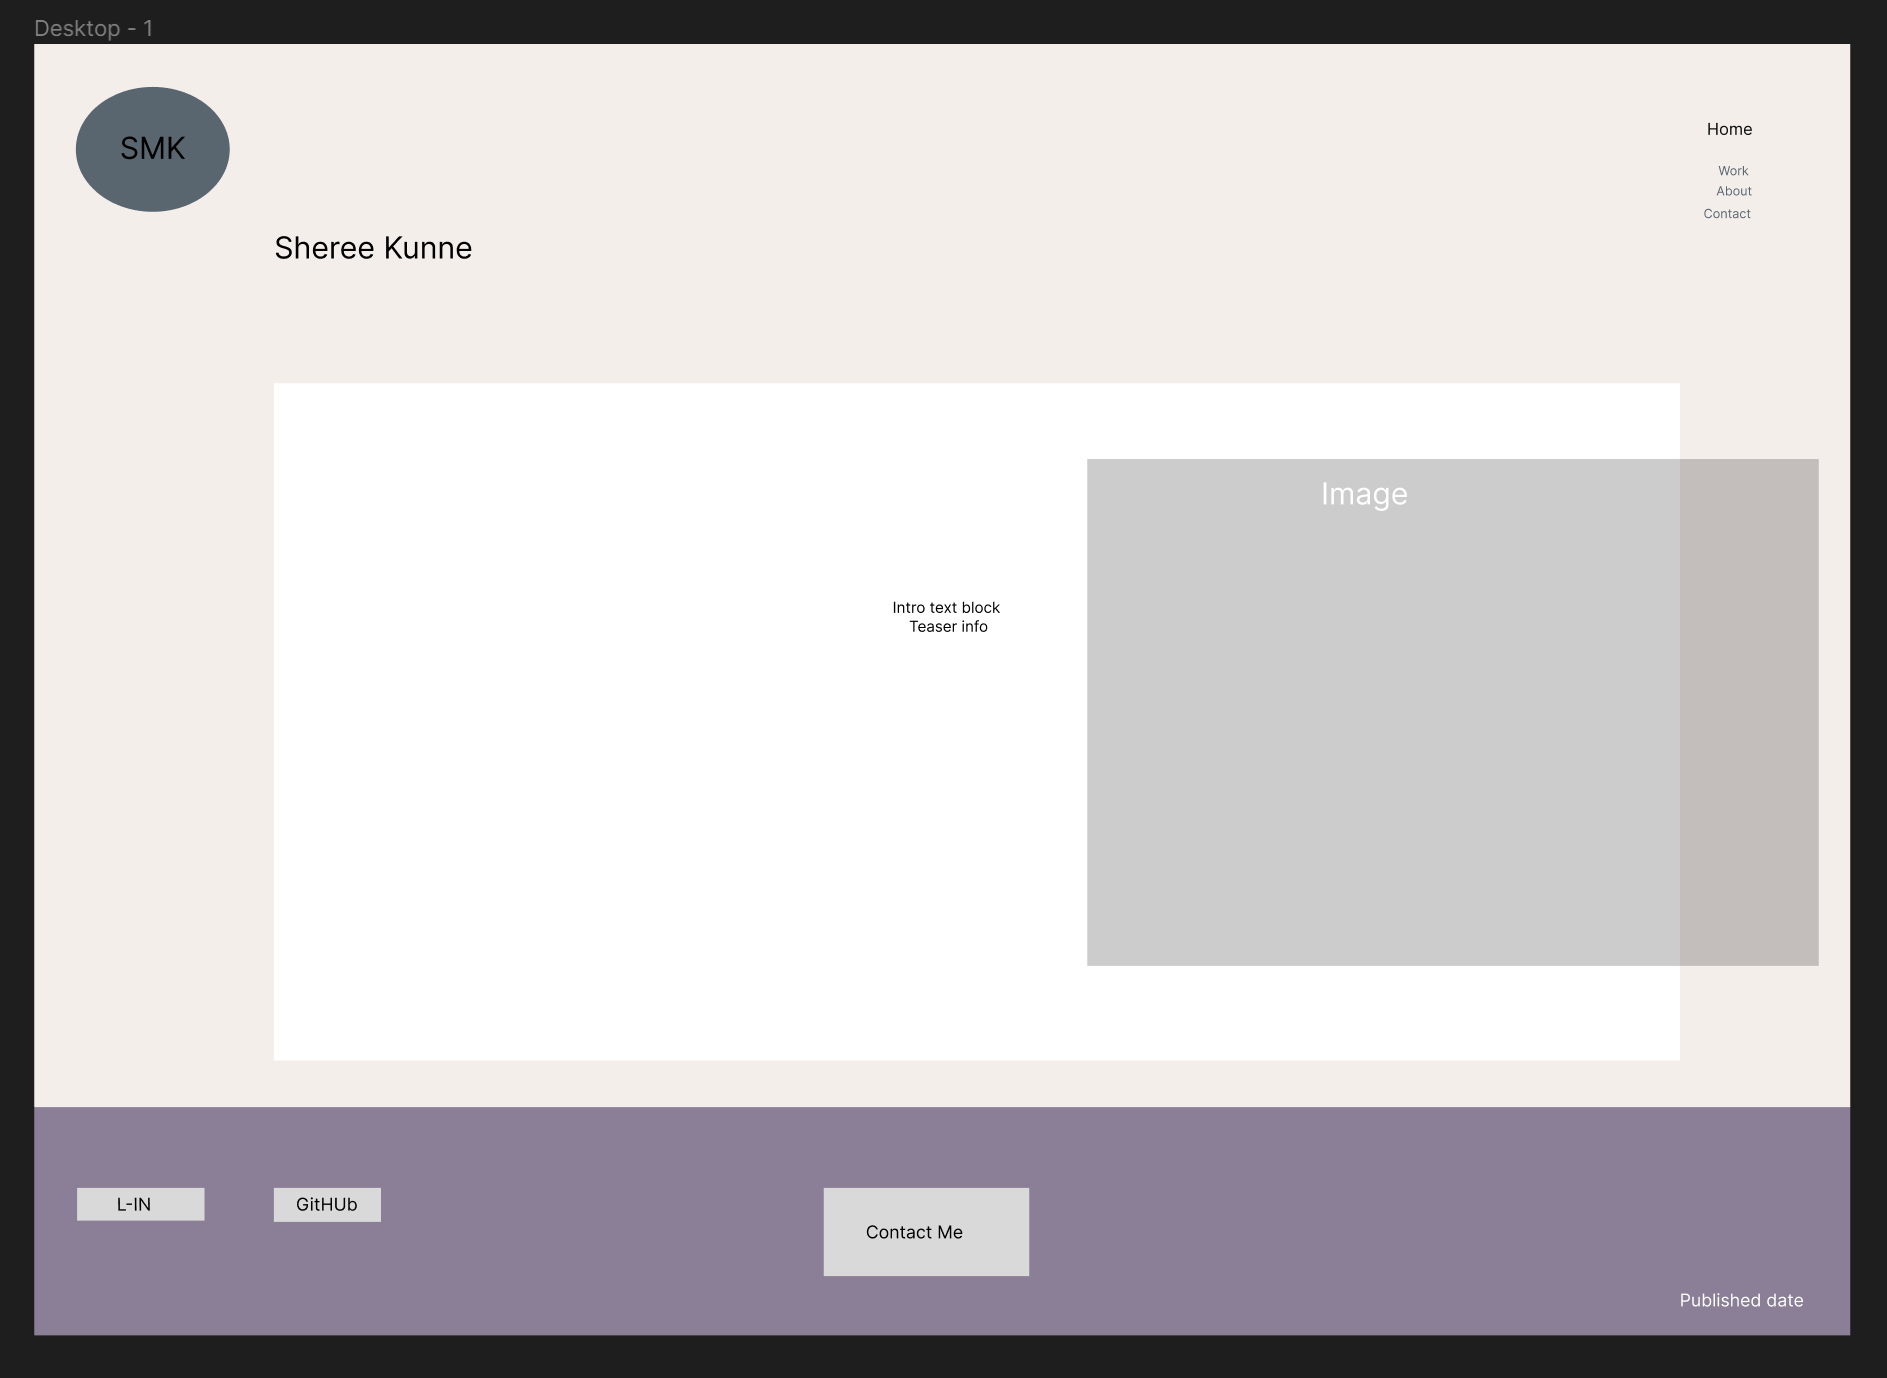 Desktop - 1
SMK
Home
Work
About
Contact
Sheree Kunne
Image
Intro text block
Teaser info
L-IN
GitHUb
Contact Me
Published date